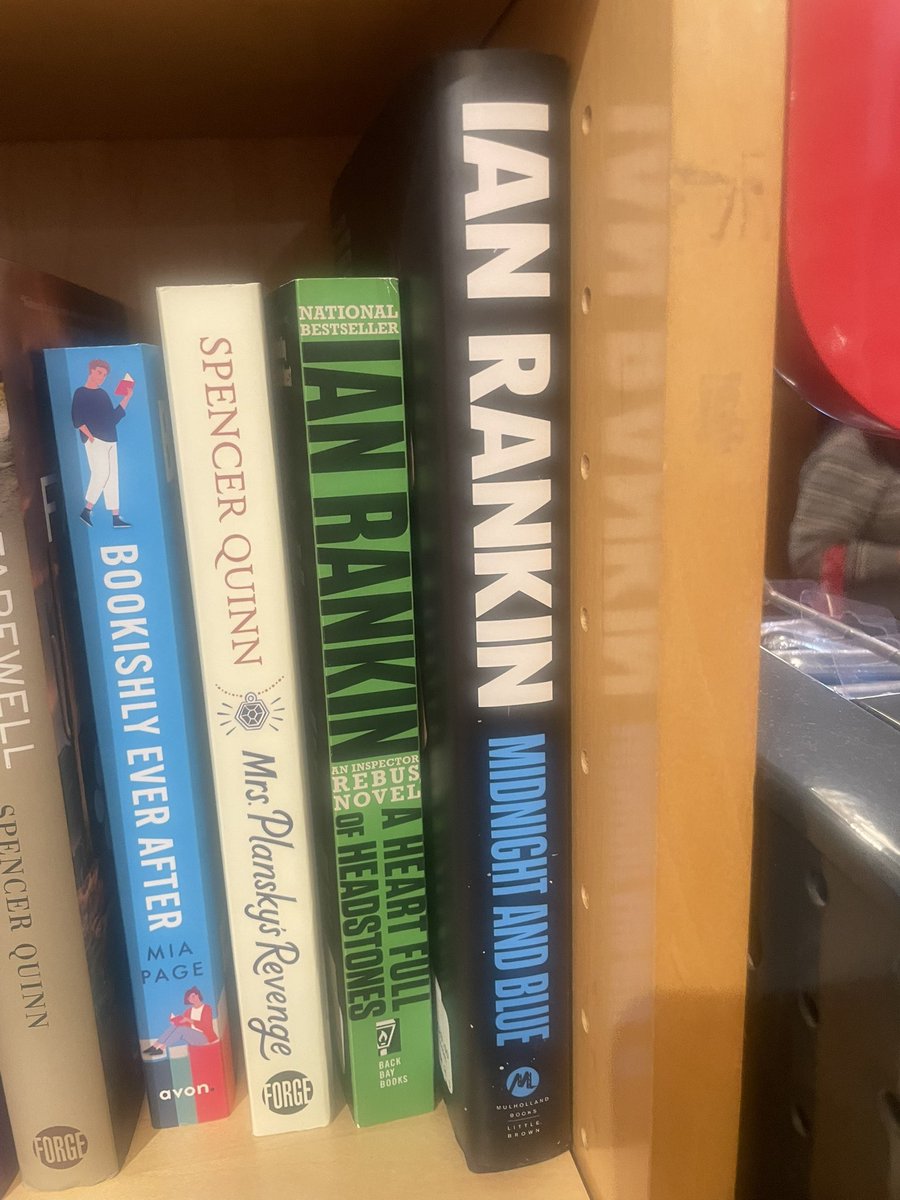 FAREWELL
SPENCER QUINN
FORGE
BOOKISHLY EVER AFTER
MIA
PAGE
avon.
SPENCER QUINN
Mrs. Plansky's Revenge
FORGE
NATIONAL
BESTSELLER
IAN RANKIN
AN INSPECTOR
REBUS
NOVEL
A HEART FULL
OF HEADSTONES
BACK
BAY
BOOKS
IAN RANKIN
MIDNIGHT AND BLUE
M
MULHOLLAND
BOOKS
LITTLE,
BROWN